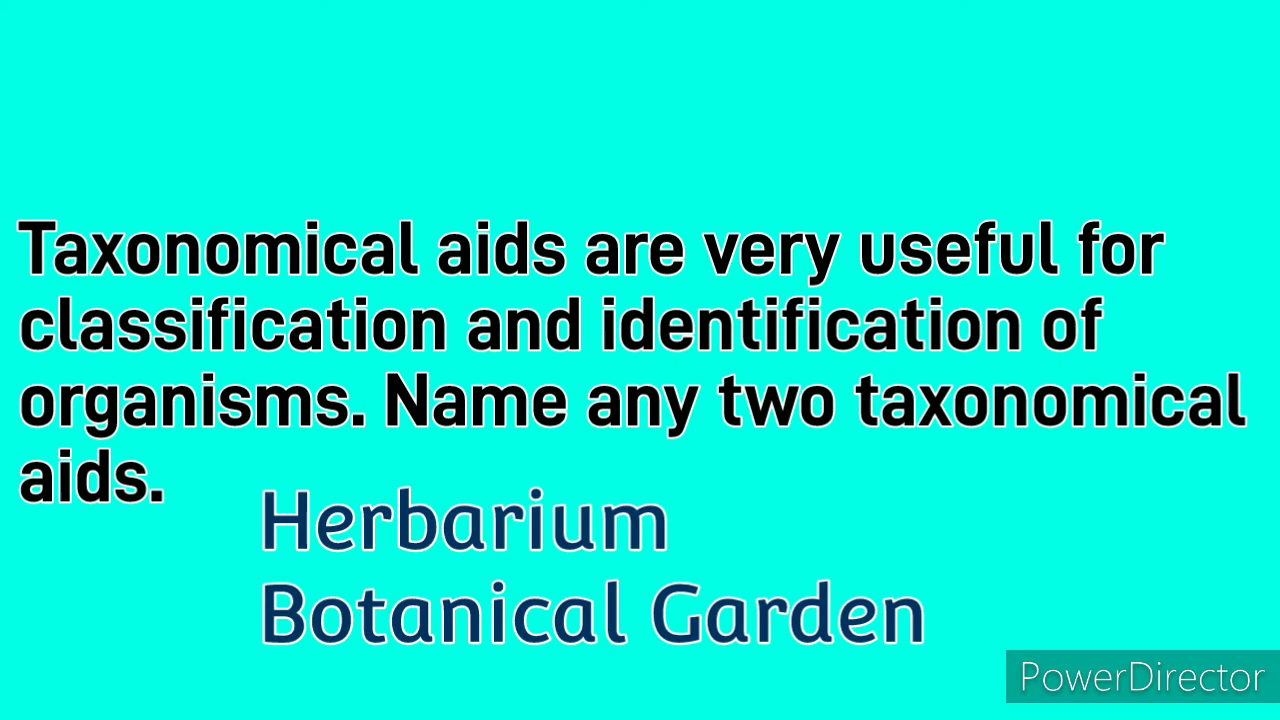 Taxonomical aids are very useful for
classification and identification of
organisms. Name any two taxonomical
aids.
Herbarium
Botanical Garden
PowerDirector